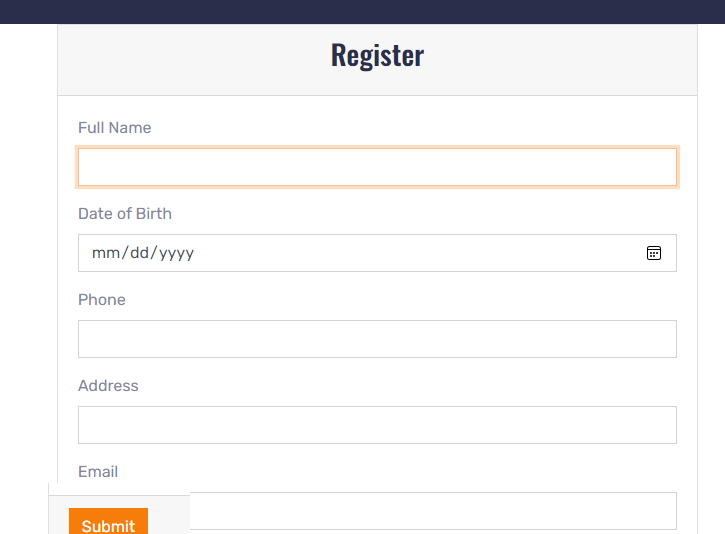 Register
Full Name
Date of Birth
mm/dd/yyyy
Phone
Address
Email
Submit